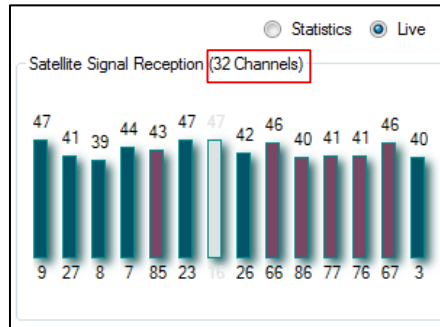 Statistics Live
Satellite Signal Reception (32 Channels)
47 41 39 44 43 47 47 42 46 40 41 41 46 40
9 27 8 7 85 23 16 26 66 86 77 76 67 3